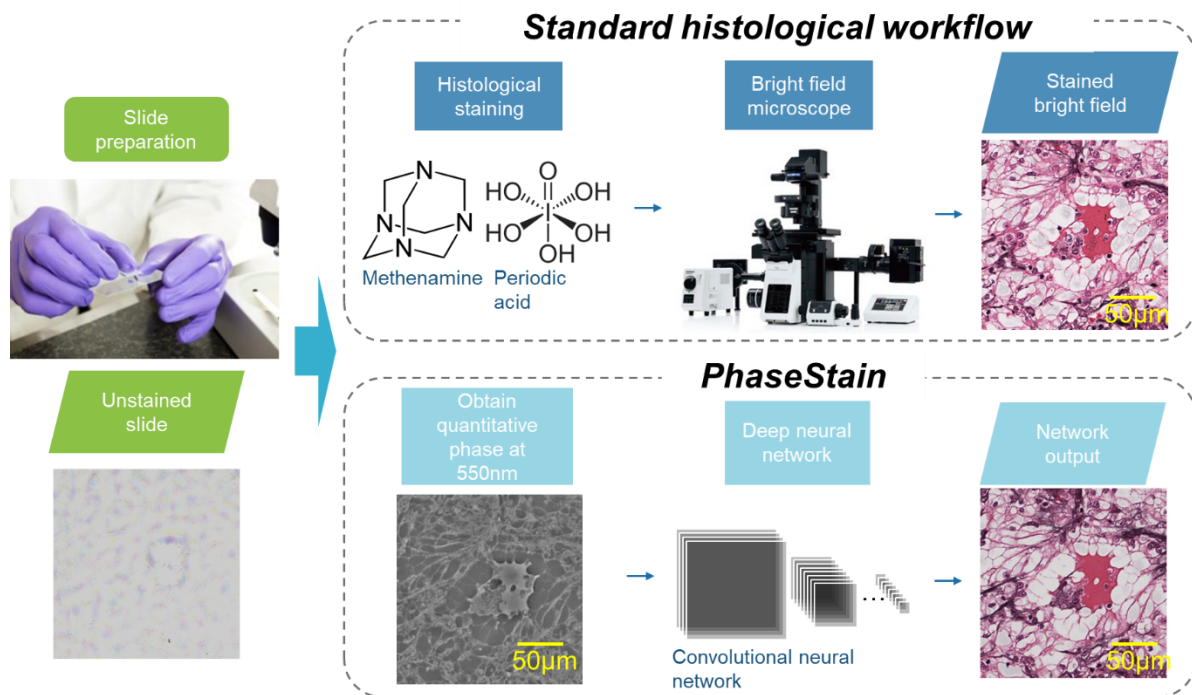 Standard histological workflow
Slide
preparation
Unstained
slide
Histological
staining
N
N
N
N
Methenamine
O
HO
OH
I
HO
OH
OH
Periodic
acid
Bright field
microscope
Stained
bright field
50μm
PhaseStain
Obtain
quantitative
phase at
550nm
50μm
Deep neural
network
...
Convolutional neural
network
Network
output
50μm